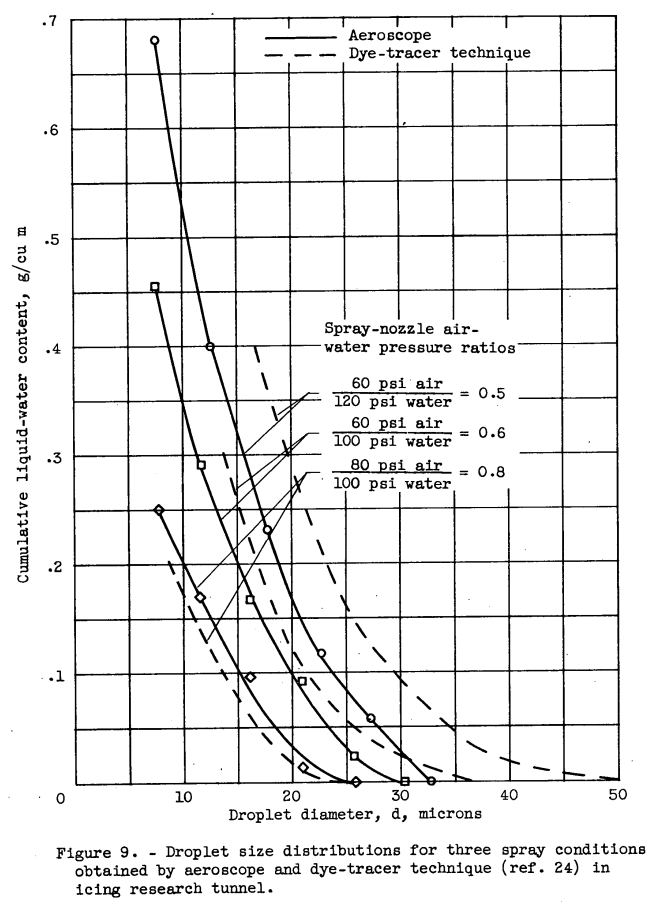 .7
.6
.5
.4
.3
.2
.1
0
10
20
30
40
50
Cumulative liquid-water content, g/cu m
Droplet diameter, d, microns
Aeroscope
Dye-tracer technique
Spray-nozzle air-
water pressure ratios
60 psi air
120 psi water = 0.5
60 psi air
100 psi water = 0.6
80 psi air
100 psi water = 0.8
Figure 9. - Droplet size distributions for three spray conditions
obtained by aeroscope and dye-tracer technique (ref. 24) in
icing research tunnel.